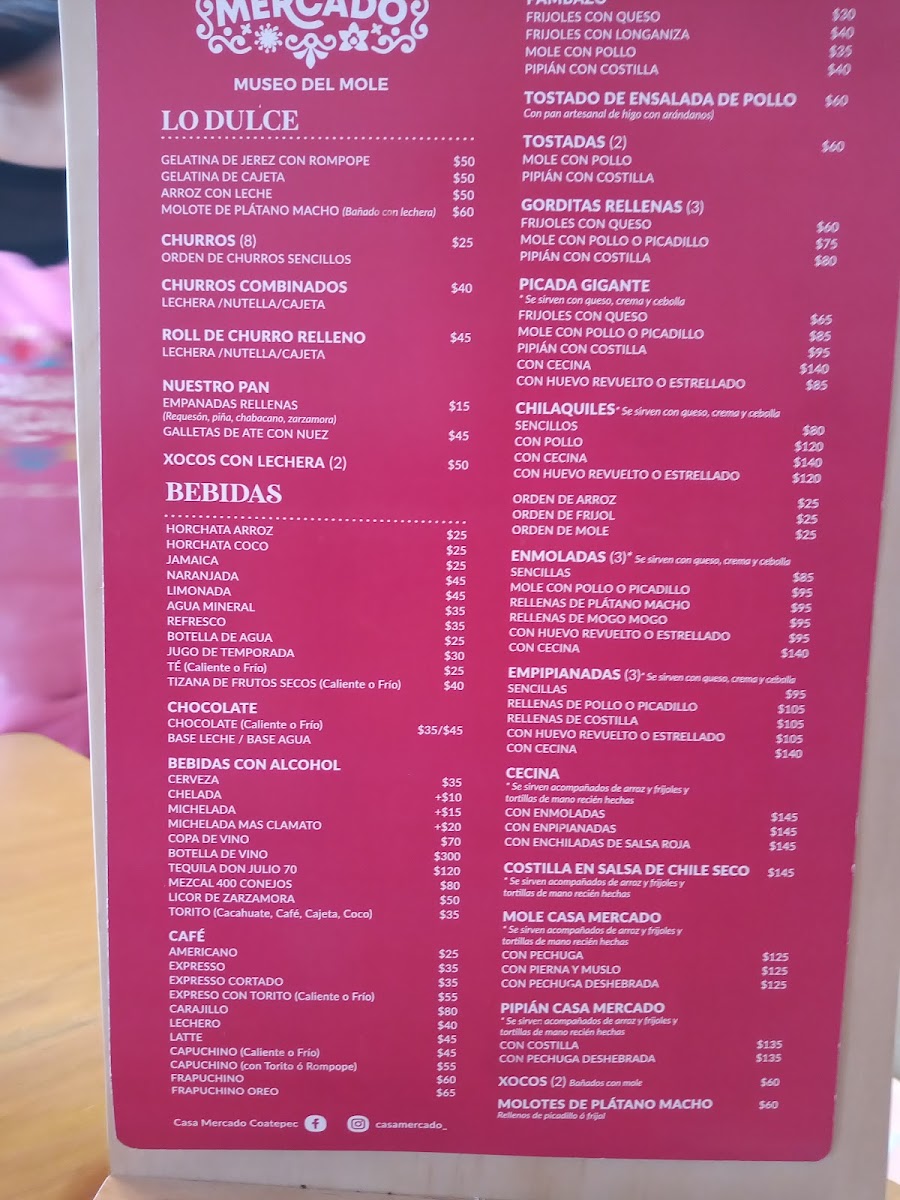 MERCADO
MUSEO DEL MOLE
LO DULCE
GELATINA DE JEREZ CON ROMPOPE $50
GELATINA DE CAJETA $50
ARROZ CON LECHE $50
MOLOTE DE PLÁTANO MACHO (Bañado con lechera) $60
CHURROS (8) $25
ORDEN DE CHURROS SENCILLOS
CHURROS COMBINADOS $40
LECHERA /NUTELLA/CAJETA
ROLL DE CHURRO RELLENO $45
LECHERA /NUTELLA/CAJETA
NUESTRO PAN
EMPANADAS RELLENAS $15
(Requesón, piña, chabacano, zarzamora)
GALLETAS DE ATE CON NUEZ $45
XOCOS CON LECHERA (2) $50
BEBIDAS
HORCHATA ARROZ $25
HORCHATA COCO $25
JAMAICA $25
NARANJADA $45
LIMONADA $45
AGUA MINERAL $35
REFRESCO $35
BOTELLA DE AGUA $25
JUGO DE TEMPORADA $30
TÉ (Caliente o Frío) $25
TIZANA DE FRUTOS SECOS (Caliente o Frío) $40
CHOCOLATE
CHOCOLATE (Caliente o Frío) $35/$45
BASE LECHE / BASE AGUA
BEBIDAS CON ALCOHOL
CERVEZA $35
CHELADA +$10
MICHELADA +$15
MICHELADA MAS CLAMATO +$20
COPA DE VINO $70
BOTELLA DE VINO $300
TEQUILA DON JULIO 70 $120
MEZCAL 400 CONEJOS $80
LICOR DE ZARZAMORA $50
TORITO (Cacahuate, Café, Cajeta, Coco) $35
CAFÉ
AMERICANO $25
EXPRESSO $35
EXPRESSO CORTADO $35
EXPRESO CON TORITO (Caliente o Frío) $55
CARAJILLO $80
LECHERO $40
LATTE $45
CAPUCHINO (Caliente o Frío) $45
CAPUCHINO (con Torito ó Rompope) $55
FRAPUCHINO $60
FRAPUCHINO OREO $65
Casa Mercado Coatepec casamercado_
PAMBAZO
FRIJOLES CON QUESO $30
FRIJOLES CON LONGANIZA $40
MOLE CON POLLO $35
PIPIÁN CON COSTILLA $40
TOSTADO DE ENSALADA DE POLLO $60
Con pan artesanal de higo con arándanos)
TOSTADAS (2) $60
MOLE CON POLLO
PIPIÁN CON COSTILLA
GORDITAS RELLENAS (3)
FRIJOLES CON QUESO $60
MOLE CON POLLO O PICADILLO $75
PIPIÁN CON COSTILLA $80
PICADA GIGANTE
* Se sirven con queso, crema y cebolla
FRIJOLES CON QUESO $65
MOLE CON POLLO O PICADILLO $85
PIPIÁN CON COSTILLA $95
CON CECINA $140
CON HUEVO REVUELTO O ESTRELLADO $85
CHILAQUILES * Se sirven con queso, crema y cebolla
SENCILLOS $80
CON POLLO $120
CON CECINA $140
CON HUEVO REVUELTO O ESTRELLADO $120
ORDEN DE ARROZ $25
ORDEN DE FRIJOL $25
ORDEN DE MOLE $25
ENMOLADAS (3)* Se sirven con queso, crema y cebolla
SENCILLAS $85
MOLE CON POLLO O PICADILLO $95
RELLENAS DE PLÁTANO MACHO $95
RELLENAS DE MOGO MOGO $95
CON HUEVO REVUELTO O ESTRELLADO $95
CON CECINA $140
EMPIPIANADAS (3)* Se sirven con queso, crema y cebolla
SENCILLAS $95
RELLENAS DE POLLO O PICADILLO $105
RELLENAS DE COSTILLA $105
CON HUEVO REVUELTO O ESTRELLADO $105
CON CECINA $140
CECINA
* Se sirven acompañados de arroz y frijoles y
tortillas de mano recién hechas
CON ENMOLADAS $145
CON ENPIPIANADAS $145
CON ENCHILADAS DE SALSA ROJA $145
COSTILLA EN SALSA DE CHILE SECO $145
* Se sirven acompañados de arroz y frijoles y
tortillas de mano recién hechas
MOLE CASA MERCADO
* Se sirven acompañados de arroz y frijoles y
tortillas de mano recién hechas
CON PECHUGA $125
CON PIERNA Y MUSLO $125
CON PECHUGA DESHEBRADA $125
PIPIÁN CASA MERCADO
* Se sirven acompañados de arroz y frijoles y
tortillas de mano recién hechas
CON COSTILLA $135
CON PECHUGA DESHEBRADA $135
XOCOS (2) Bañados con mole $60
MOLOTES DE PLÁTANO MACHO $60
Rellenos de picadillo ó frijol